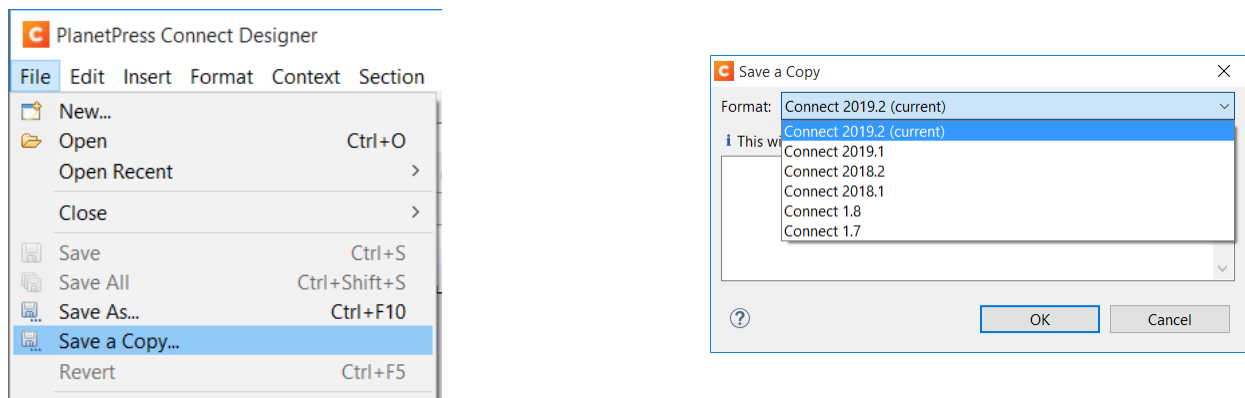 PlanetPress Connect Designer
File Edit Insert Format Context Section
New...
Open Ctrl+O
Open Recent
Close
Save Ctrl+S
Save All Ctrl+Shift+S
Save As... Ctrl+F10
Save a Copy...
Revert Ctrl+F5
Save a Copy
Format: Connect 2019.2 (current)
Connect 2019.2 (current)
This
Connect 2019.1
Connect 2018.2
Connect 2018.1
Connect 1.8
Connect 1.7
OK Cancel